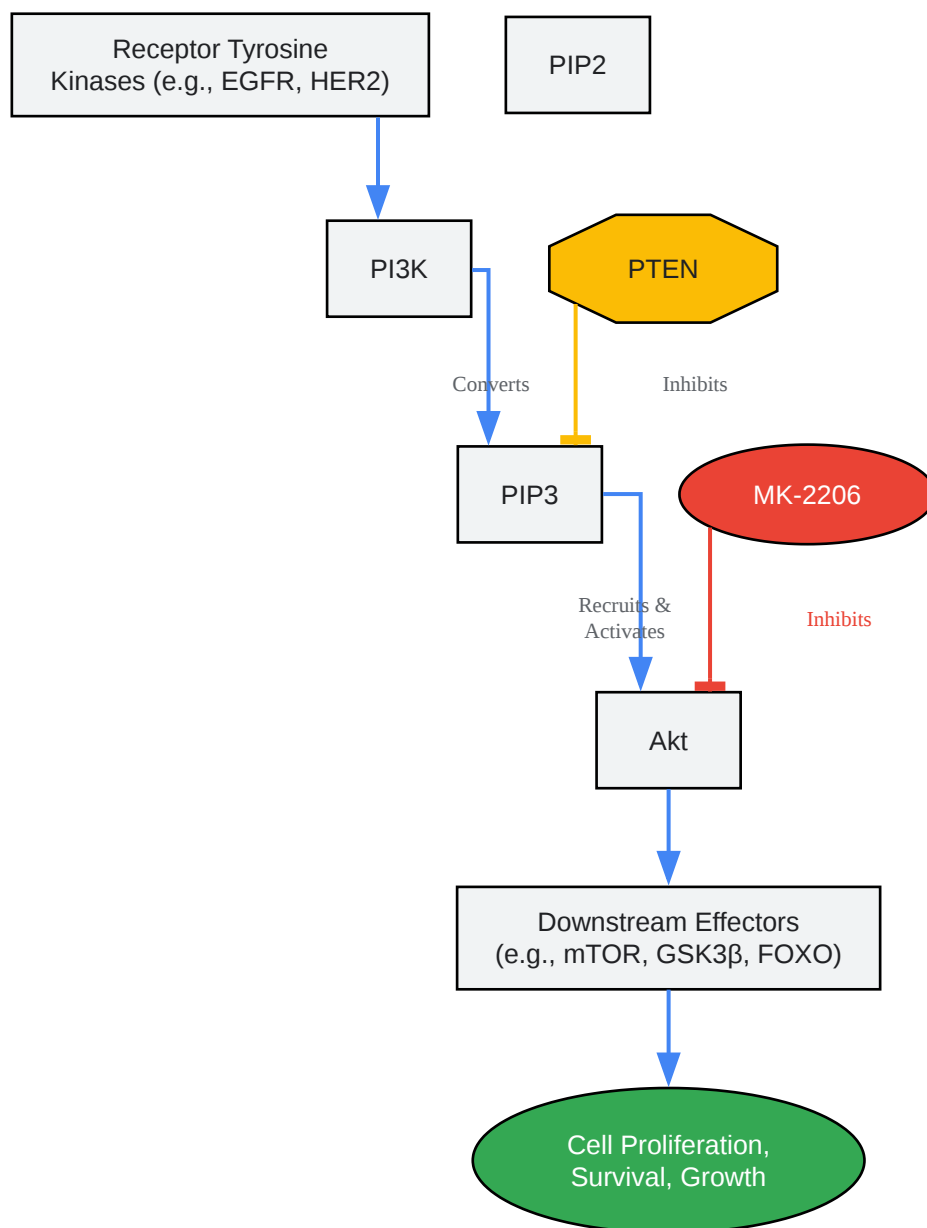 Receptor Tyrosine
Kinases (e.g., EGFR, HER2)
PIP2
PI3K
PTEN
Converts
Inhibits
PIP3
MK-2206
Recruits &
Activates
Inhibits
Akt
Downstream Effectors
(e.g., mTOR, GSK3β, FOXO)
Cell Proliferation,
Survival, Growth